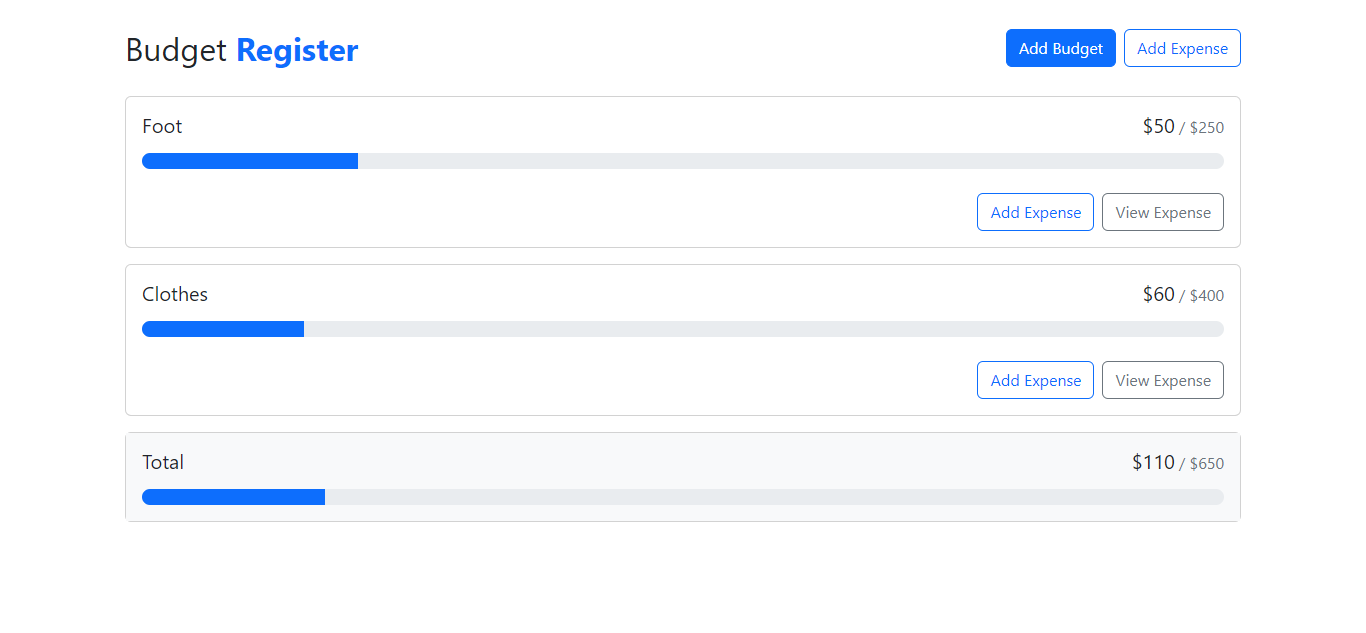 Budget Register
Add Budget
Add Expense
Foot
$50 / $250
Add Expense
View Expense
Clothes
$60 / $400
Add Expense
View Expense
Total
$110 / $650